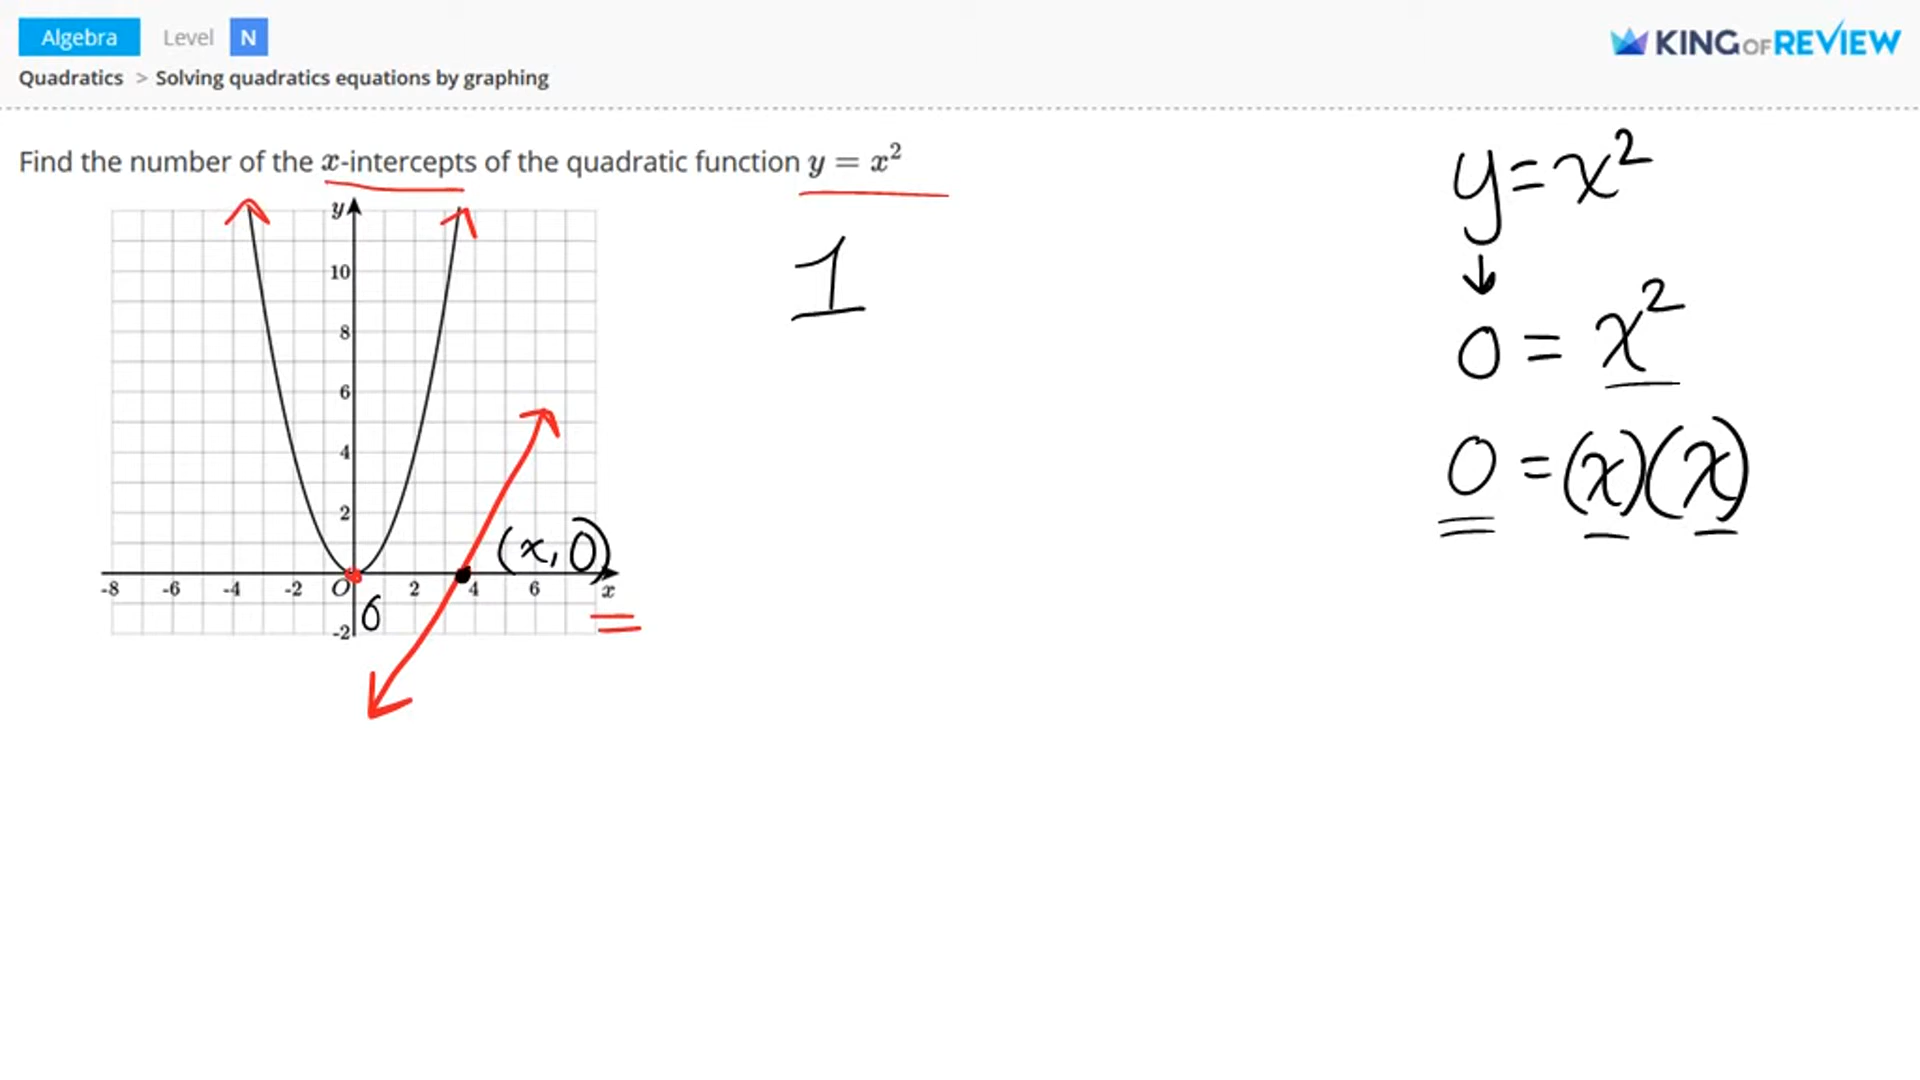 Algebra Level N
KINGOFREVIEW
Quadratics > Solving quadratics equations by graphing
Find the number of the x-intercepts of the quadratic function y = x²
y
10
8
6
4
2
-8 -6 -4 -2 O 2 4 6 x
-2
0
(x, 0)
1
y = x²
↓
0 = x²
0 = (x)(x)